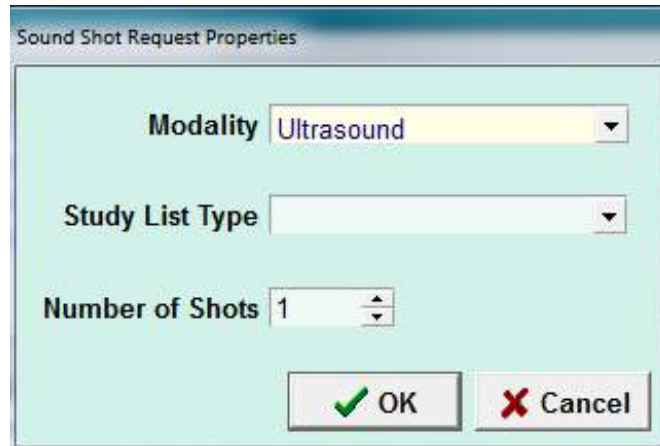 Sound Shot Request Properties
Modality Ultrasound
Study List Type
Number of Shots 1
OK Cancel